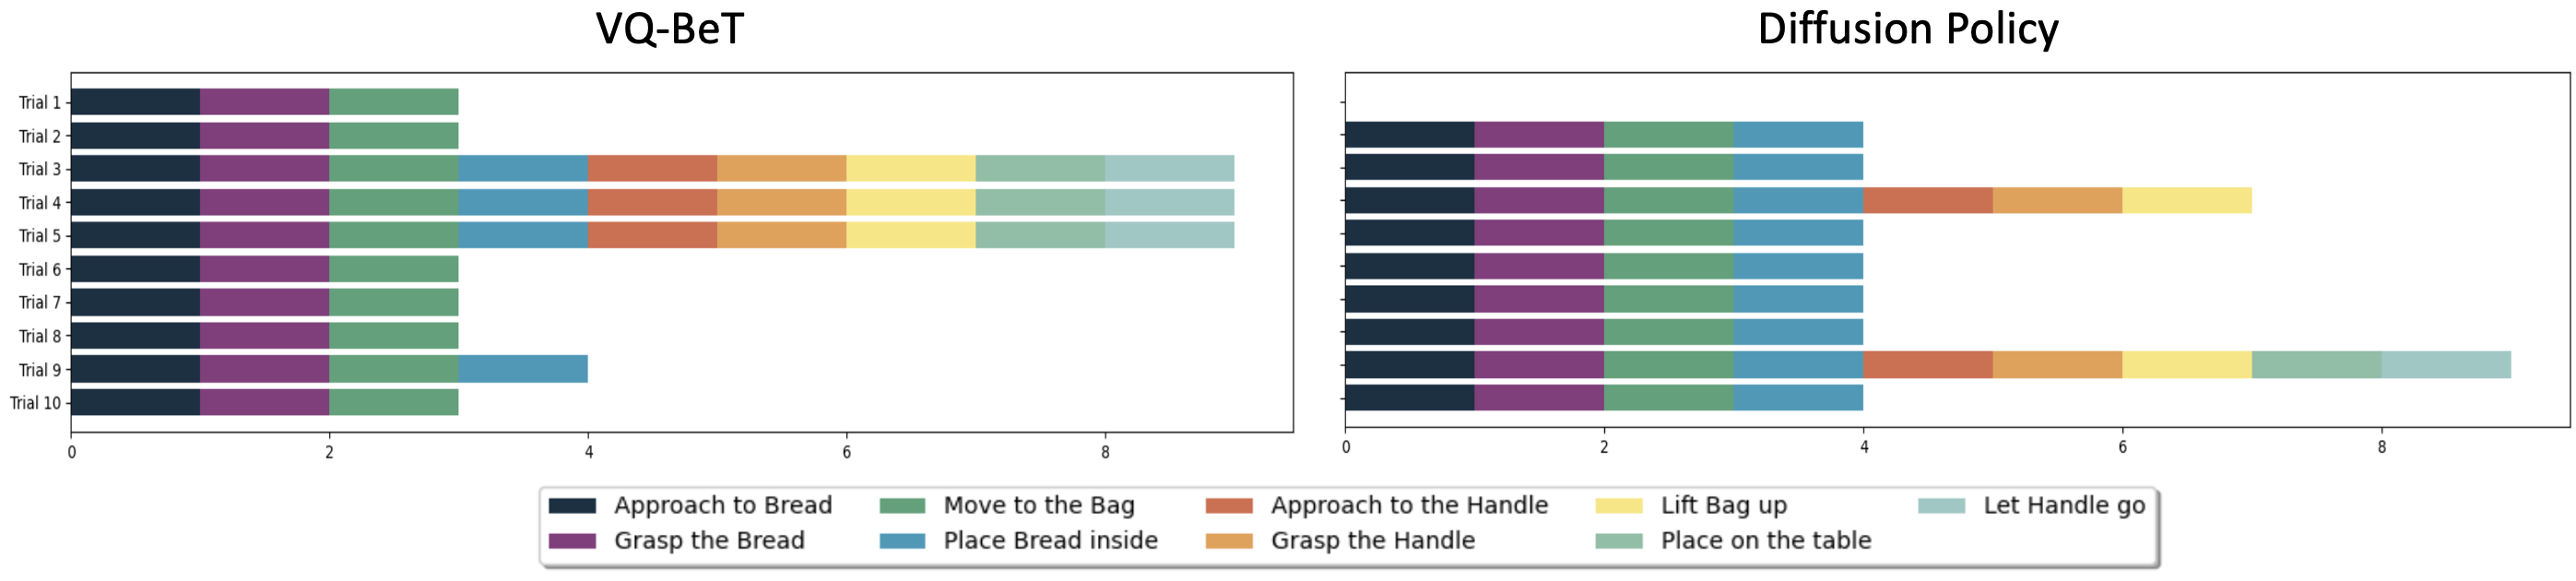 VQ-BeT
Diffusion Policy
Trial 1
Trial 2
Trial 3
Trial 4
Trial 5
Trial 6
Trial 7
Trial 8
Trial 9
Trial 10
0 2 4 6 8
0 2 4 6 8
Approach to Bread Move to the Bag Approach to the Handle Lift Bag up Let Handle go
Grasp the Bread Place Bread inside Grasp the Handle Place on the table